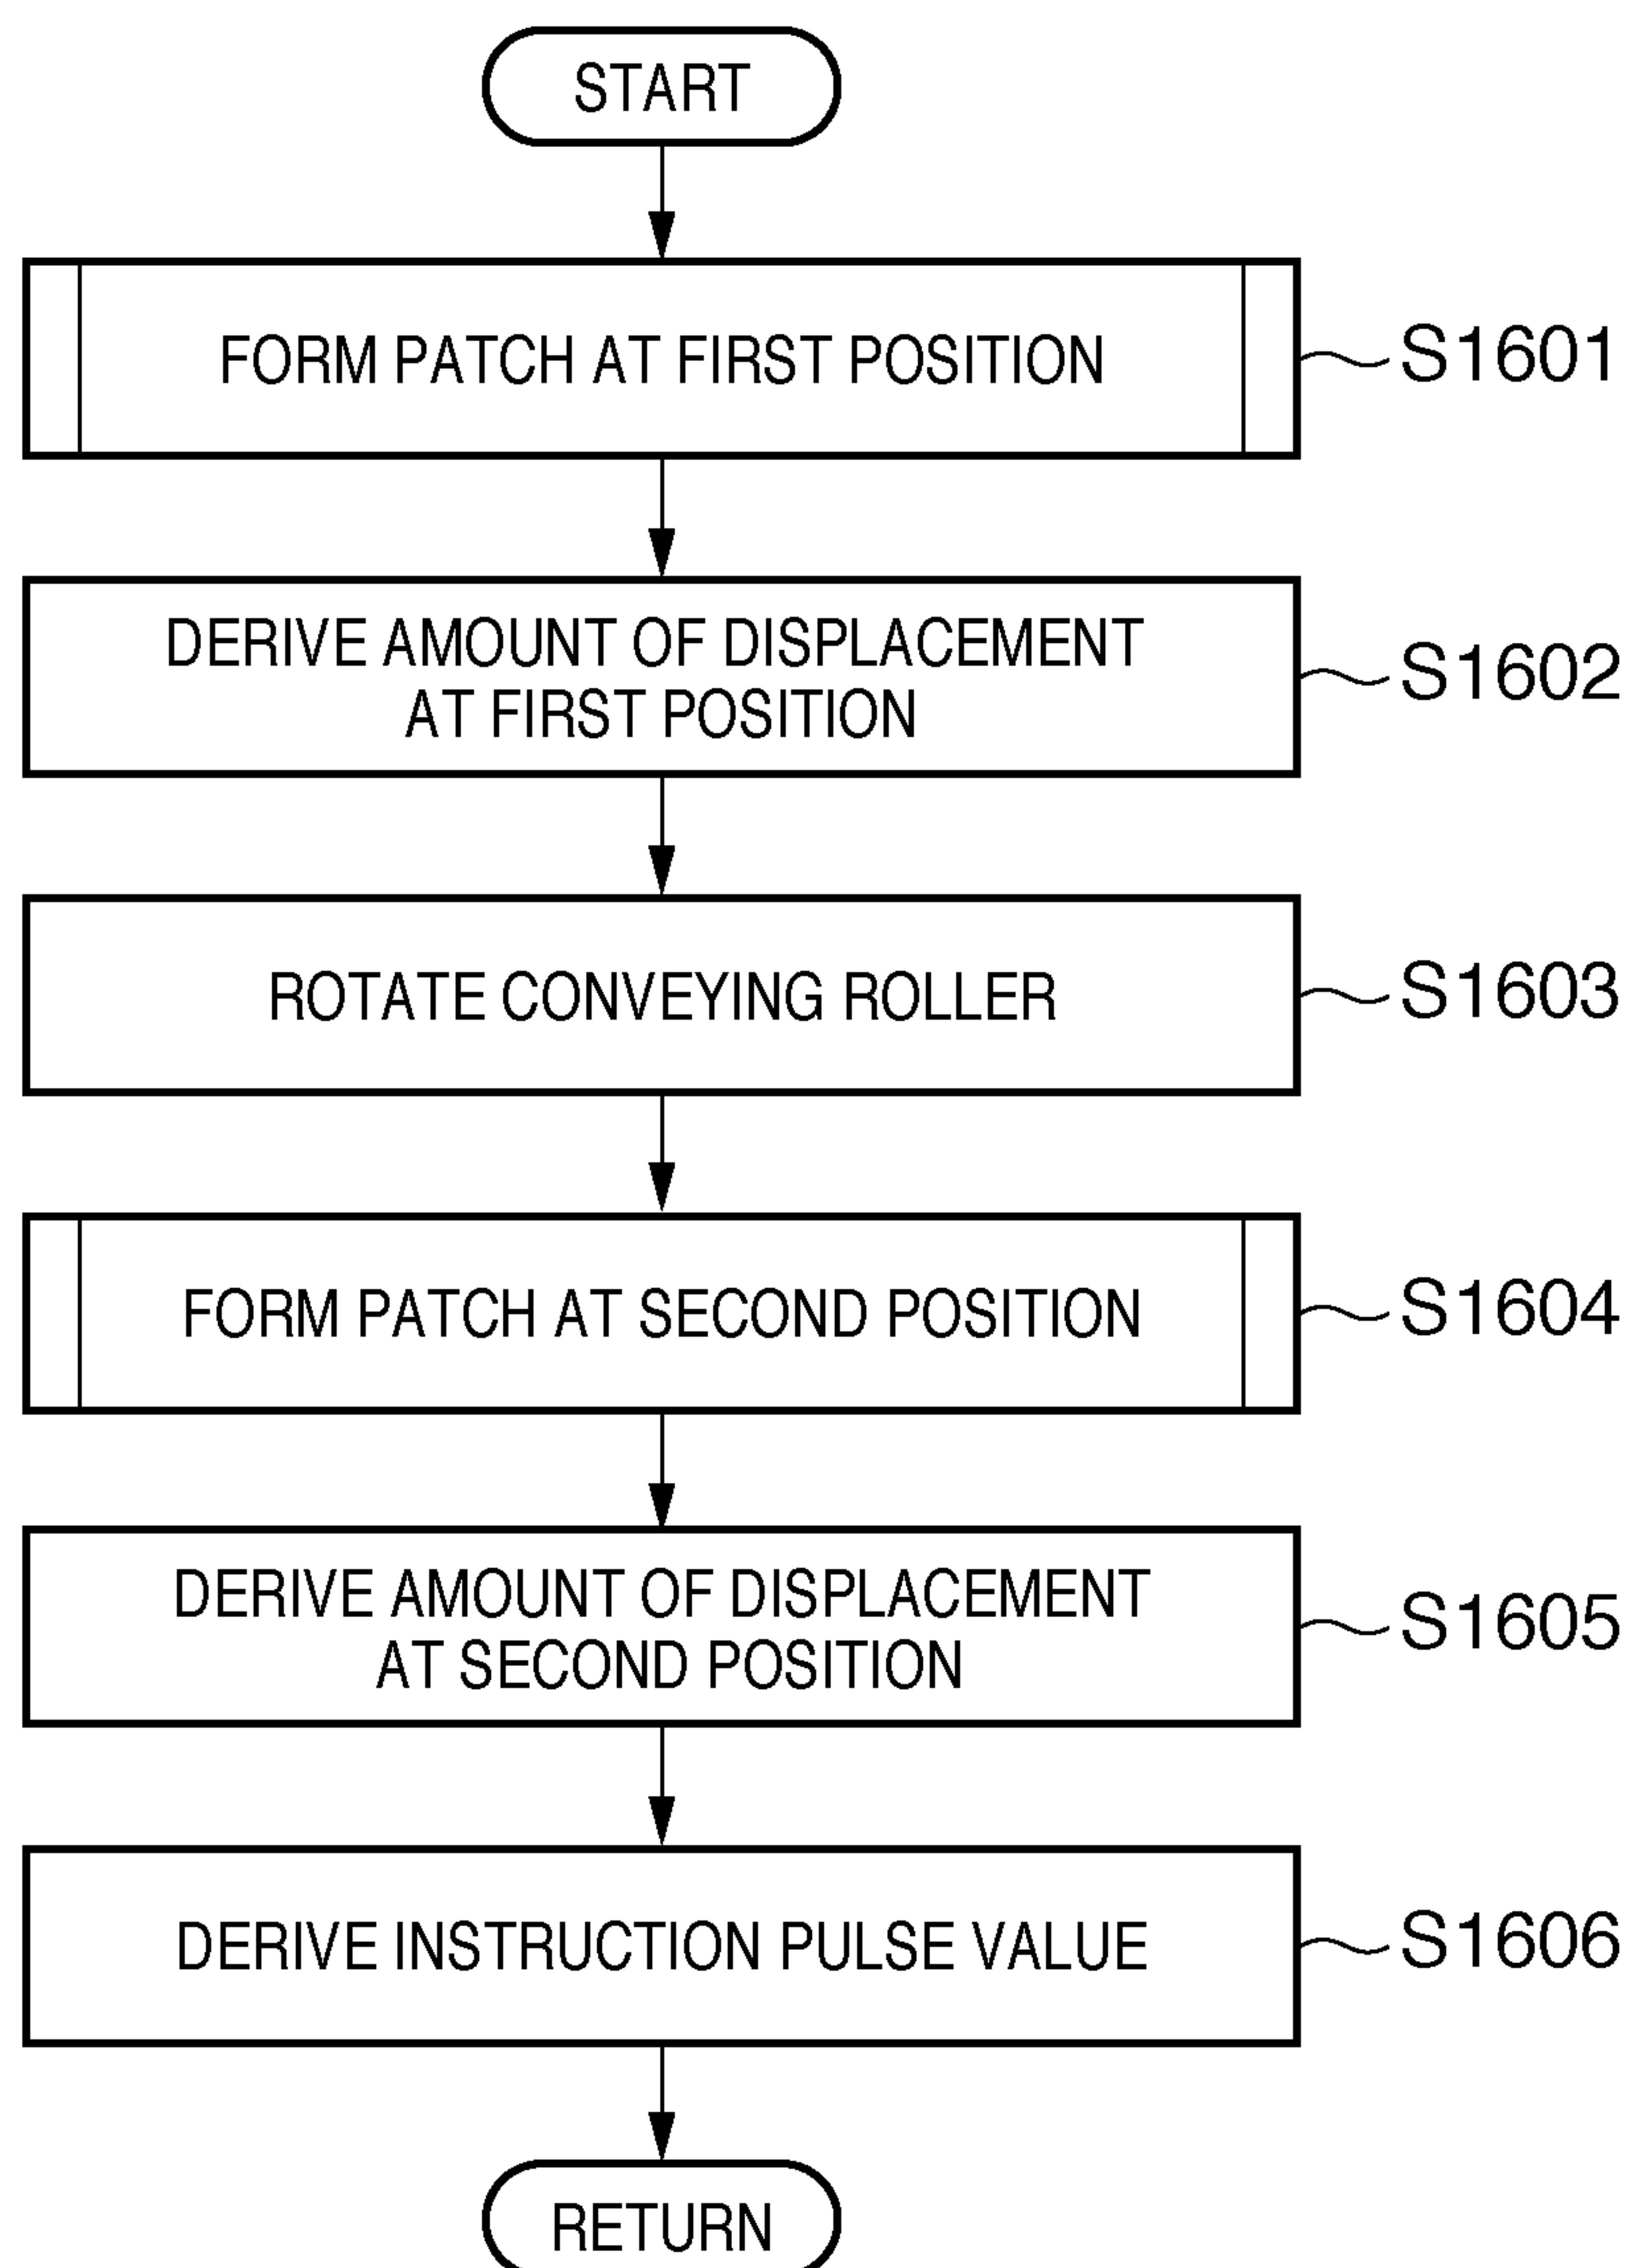 START
FORM PATCH AT FIRST POSITION
S1601
DERIVE AMOUNT OF DISPLACEMENT
AT FIRST POSITION
S1602
ROTATE CONVEYING ROLLER
S1603
FORM PATCH AT SECOND POSITION
S1604
DERIVE AMOUNT OF DISPLACEMENT
AT SECOND POSITION
S1605
DERIVE INSTRUCTION PULSE VALUE
S1606
RETURN